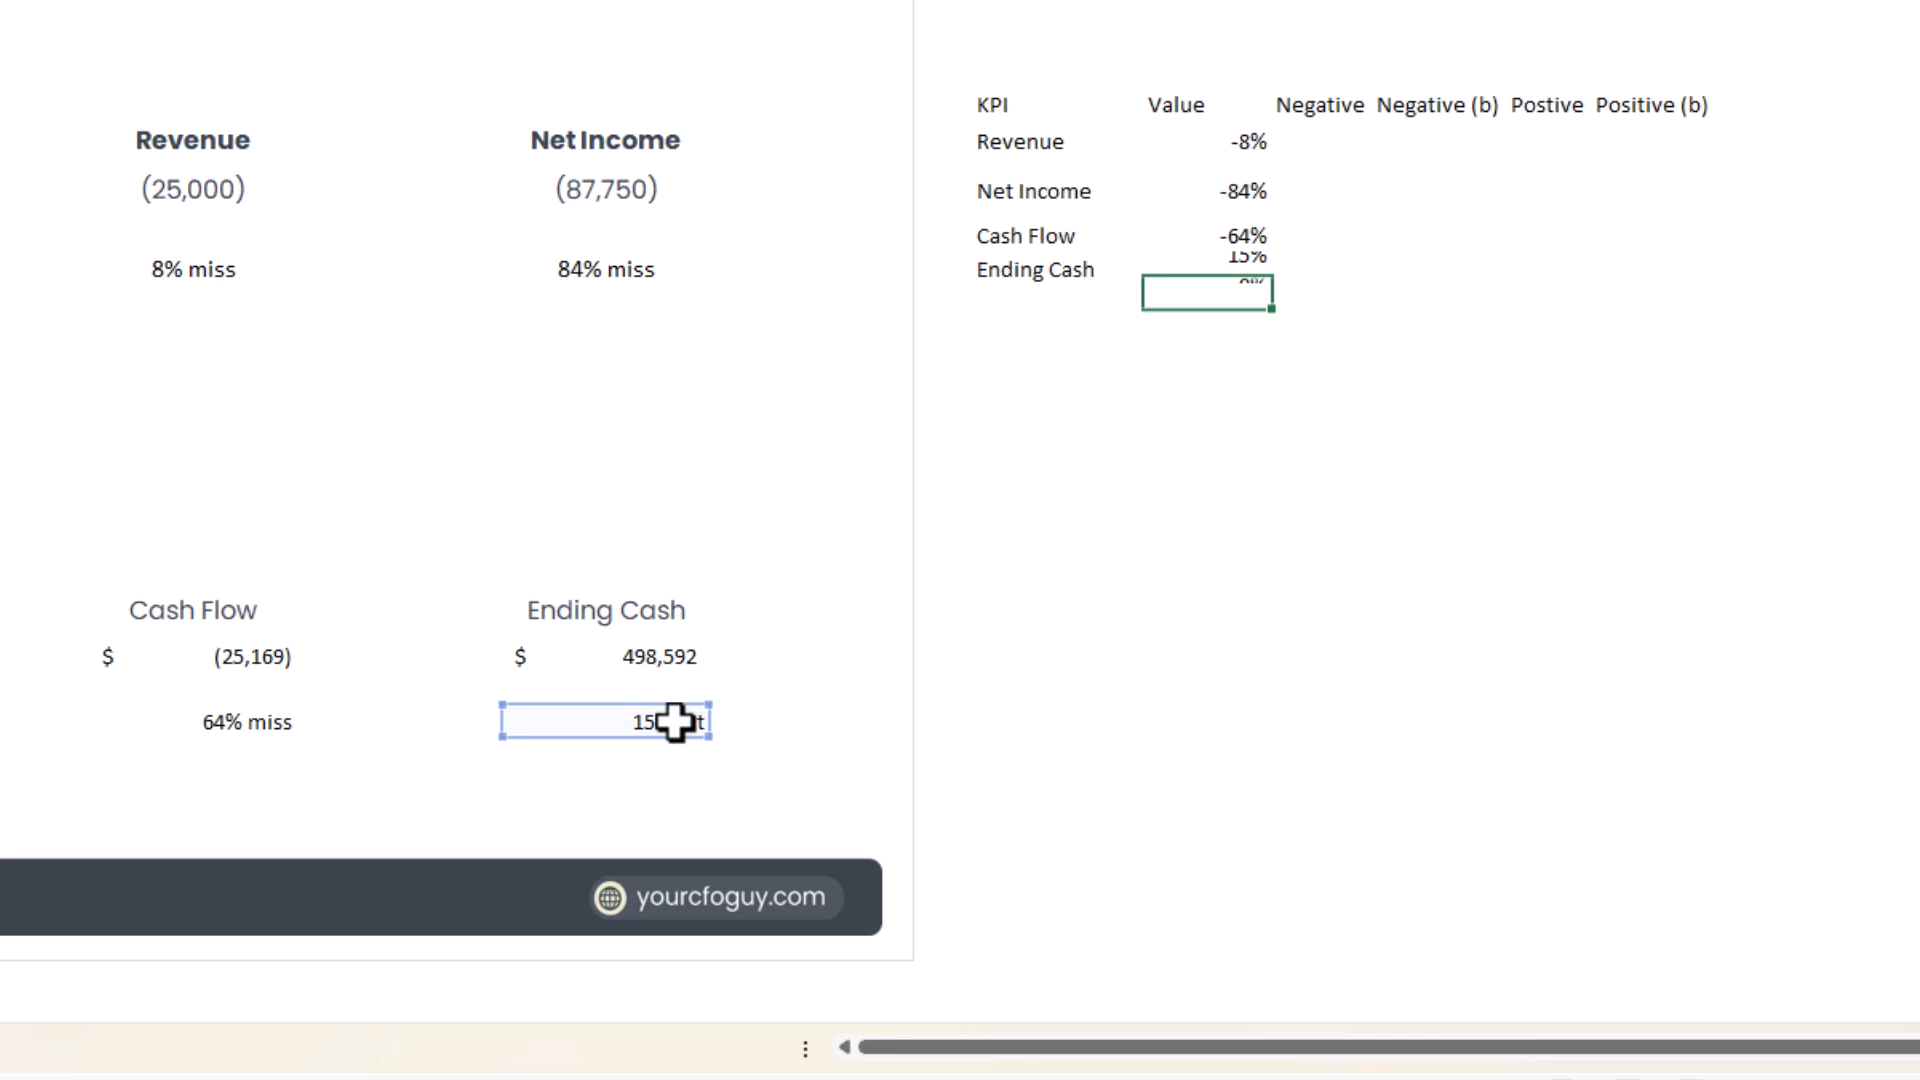 Revenue
Net Income
(25,000)
(87,750)
8% miss
84% miss
Cash Flow
Ending Cash
$ (25,169)
$ 498,592
64% miss
15
yourcfoguy.com
KPI Value Negative Negative (b) Postive Positive (b)
Revenue -8%
Net Income -84%
Cash Flow -64%
Ending Cash 15%